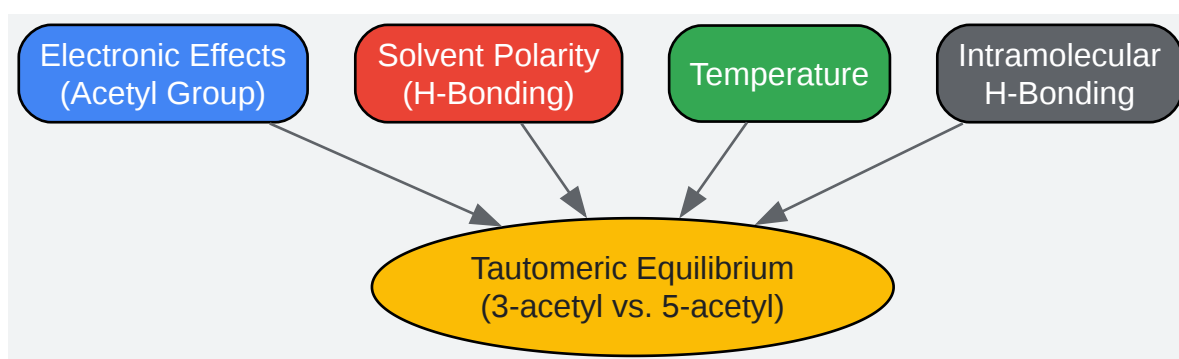 Electronic Effects
(Acetyl Group)
Solvent Polarity
(H-Bonding)
Temperature
Intramolecular
H-Bonding
Tautomeric Equilibrium
(3-acetyl vs. 5-acetyl)